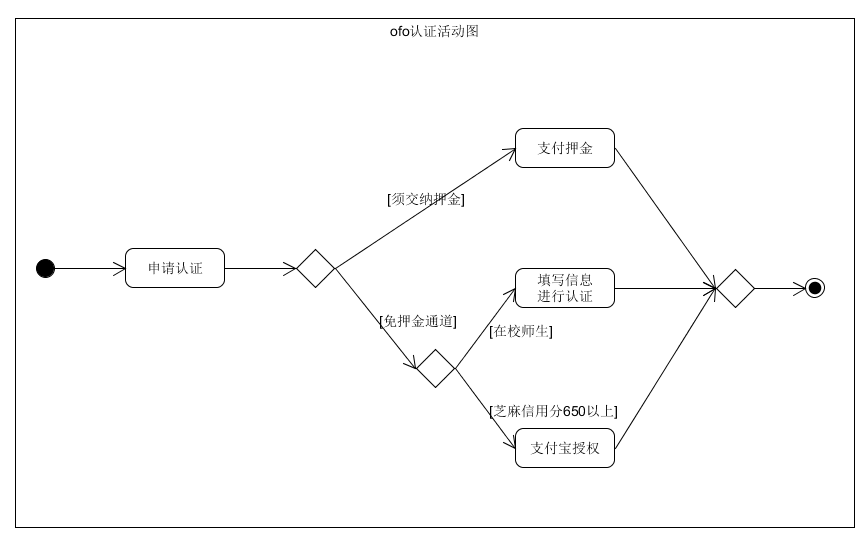 ofo认证活动图
支付押金
[须交纳押金]
申请认证
填写信息
进行认证
[免押金通道]
[在校师生]
[芝麻信用分650以上]
支付宝授权